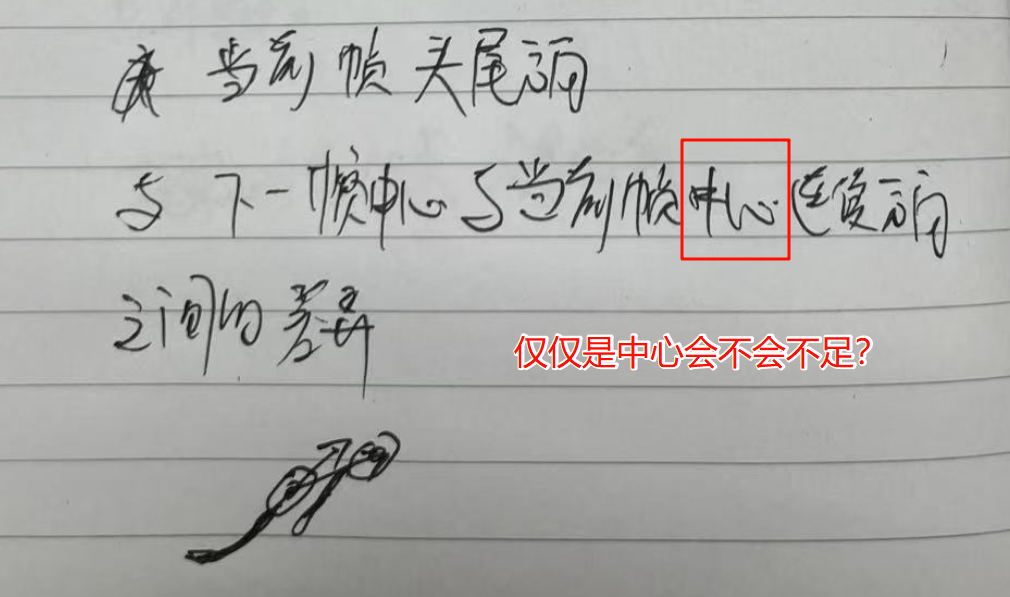 当前帧头尾方向
与下一帧中心与当前帧中心连线方向
之间的差异
仅仅是中心会不会不足?